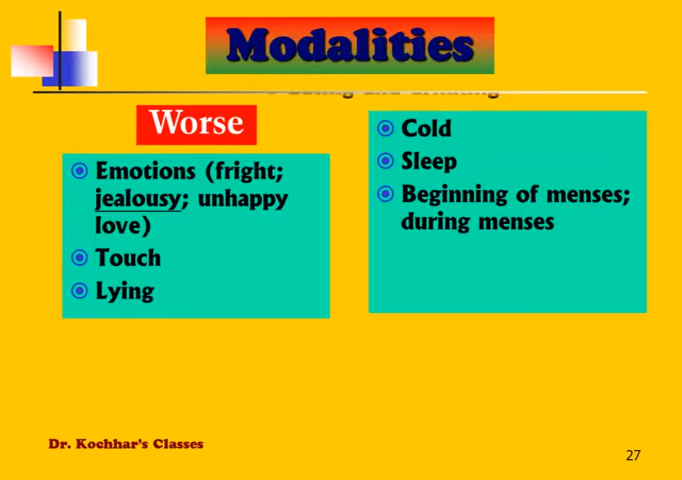 Modalities
Worse
Emotions (fright;
jealousy; unhappy
love)
Touch
Lying
Cold
Sleep
Beginning of menses;
during menses
Dr. Kochhar's Classes
27